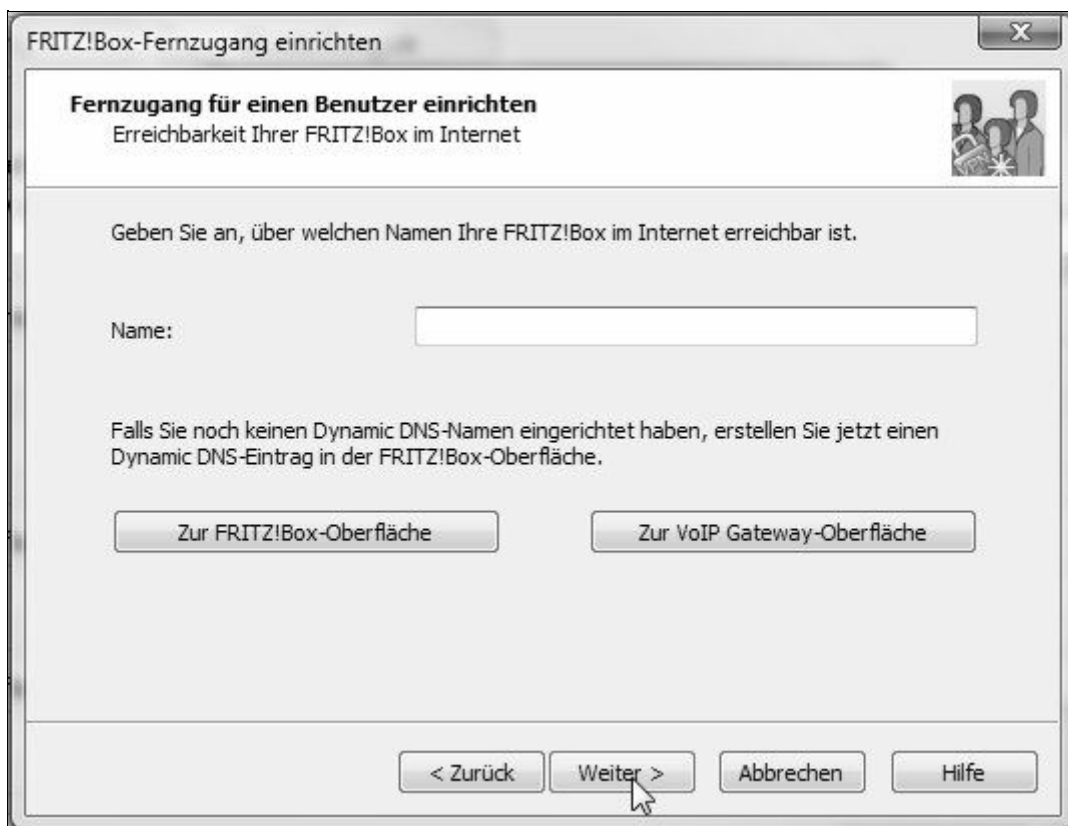 FRITZ!Box-Fernzugang einrichten
Fernzugang für einen Benutzer einrichten
Erreichbarkeit Ihrer FRITZ!Box im Internet
Geben Sie an, über welchen Namen Ihre FRITZ!Box im Internet erreichbar ist.
Name:
Falls Sie noch keinen Dynamic DNS-Namen eingerichtet haben, erstellen Sie jetzt einen
Dynamic DNS-Eintrag in der FRITZ!Box-Oberfläche.
Zur FRITZ!Box-Oberfläche Zur VoIP Gateway-Oberfläche
< Zurück Weiter > Abbrechen Hilfe